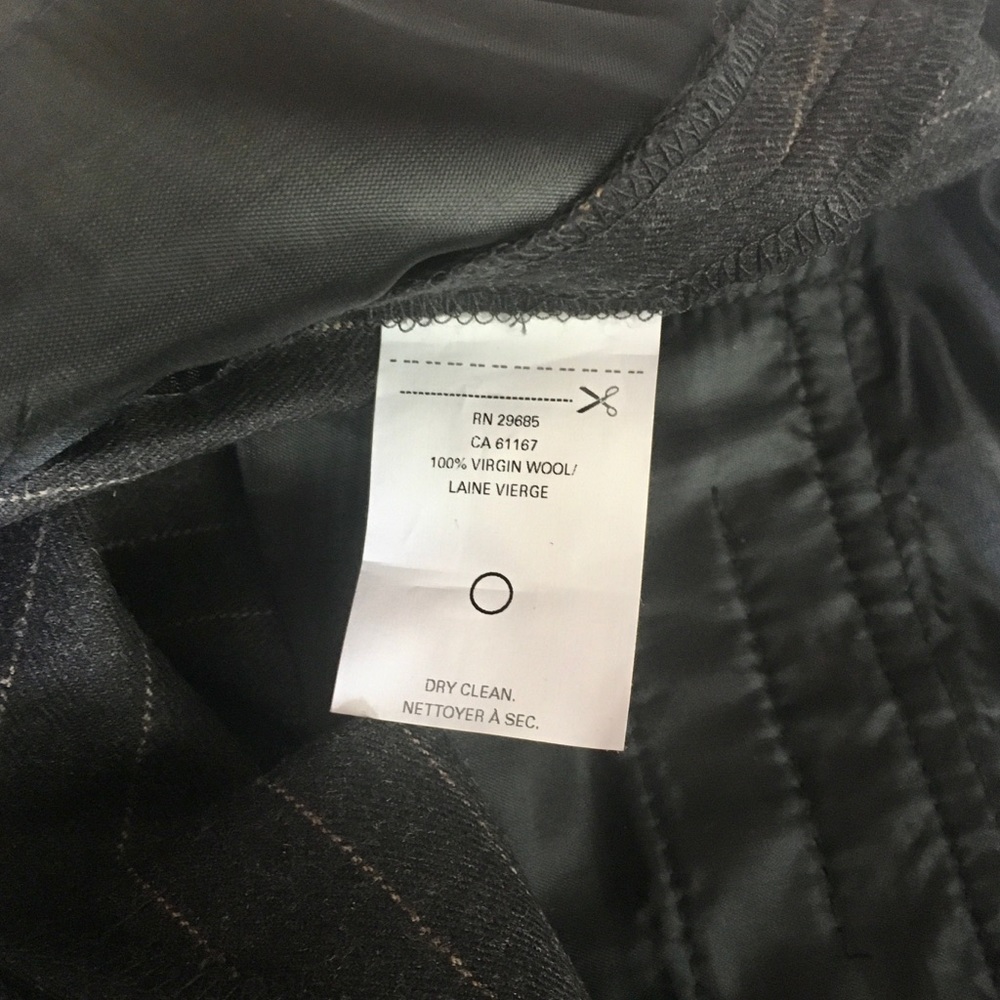 RN 29685
CA 61167
100% VIRGIN WOOL/
LAINE VIERGE
DRY CLEAN.
NETTOYER À SEC.